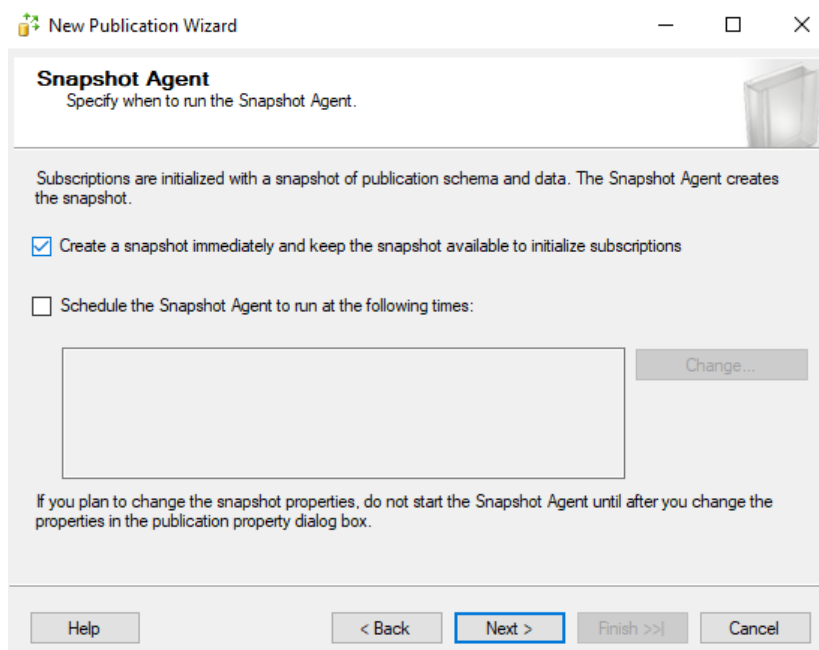 New Publication Wizard
Snapshot Agent
Specify when to run the Snapshot Agent.
Subscriptions are initialized with a snapshot of publication schema and data. The Snapshot Agent creates
the snapshot.
Create a snapshot immediately and keep the snapshot available to initialize subscriptions
Schedule the Snapshot Agent to run at the following times:
Change...
If you plan to change the snapshot properties, do not start the Snapshot Agent until after you change the
properties in the publication property dialog box.
Help
< Back
Next >
Finish >>|
Cancel